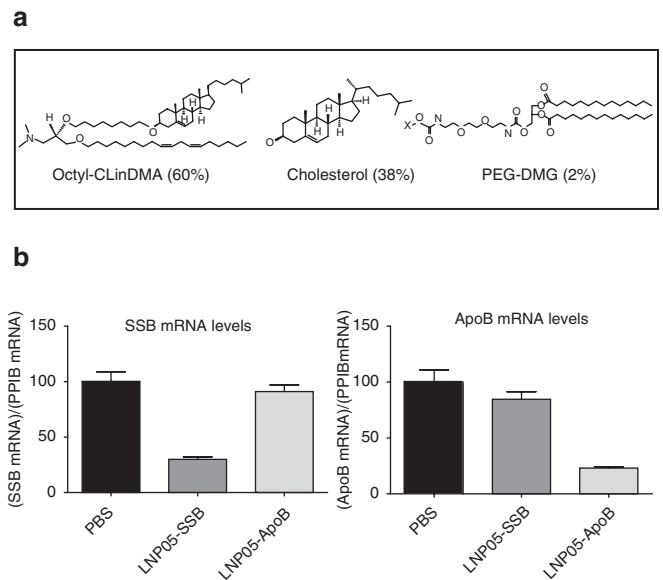 a
H
H
H
H
O
O
N
O
Octyl-CLinDMA (60%)
H
H
H
O
Cholesterol (38%)
X
O
O
N
O
O
N
O
O
O
O
O
O
PEG-DMG (2%)
b
SSB mRNA levels
(SSB mRNA)/(PPIB mRNA)
150
100
50
0
PBS
LNP05-SSB
LNP05-ApoB
ApoB mRNA levels
(ApoB mRNA)/(PPIBmRNA)
150
100
50
0
PBS
LNP05-SSB
LNP05-ApoB